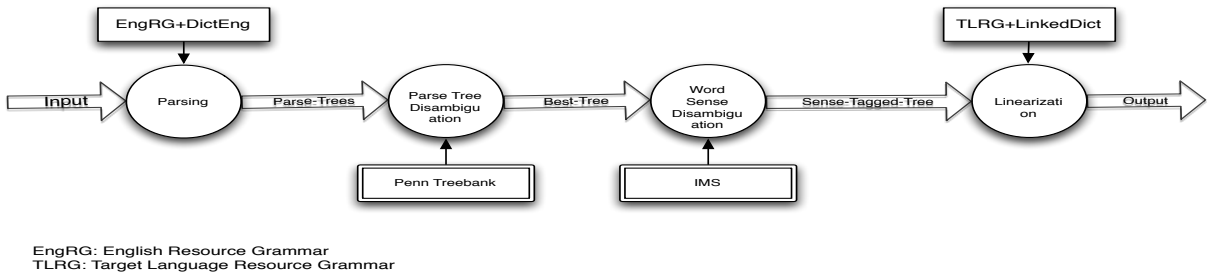 EngRG+DictEng
TLRG+LinkedDict
Input
Parsing
Parse-Trees
Parse Tree
Disambigu
ation
Best-Tree
Word
Sense
Disambigu
ation
Sense-Tagged-Tree
Linearizati
on
Output
Penn Treebank
IMS
EngRG: English Resource Grammar
TLRG: Target Language Resource Grammar